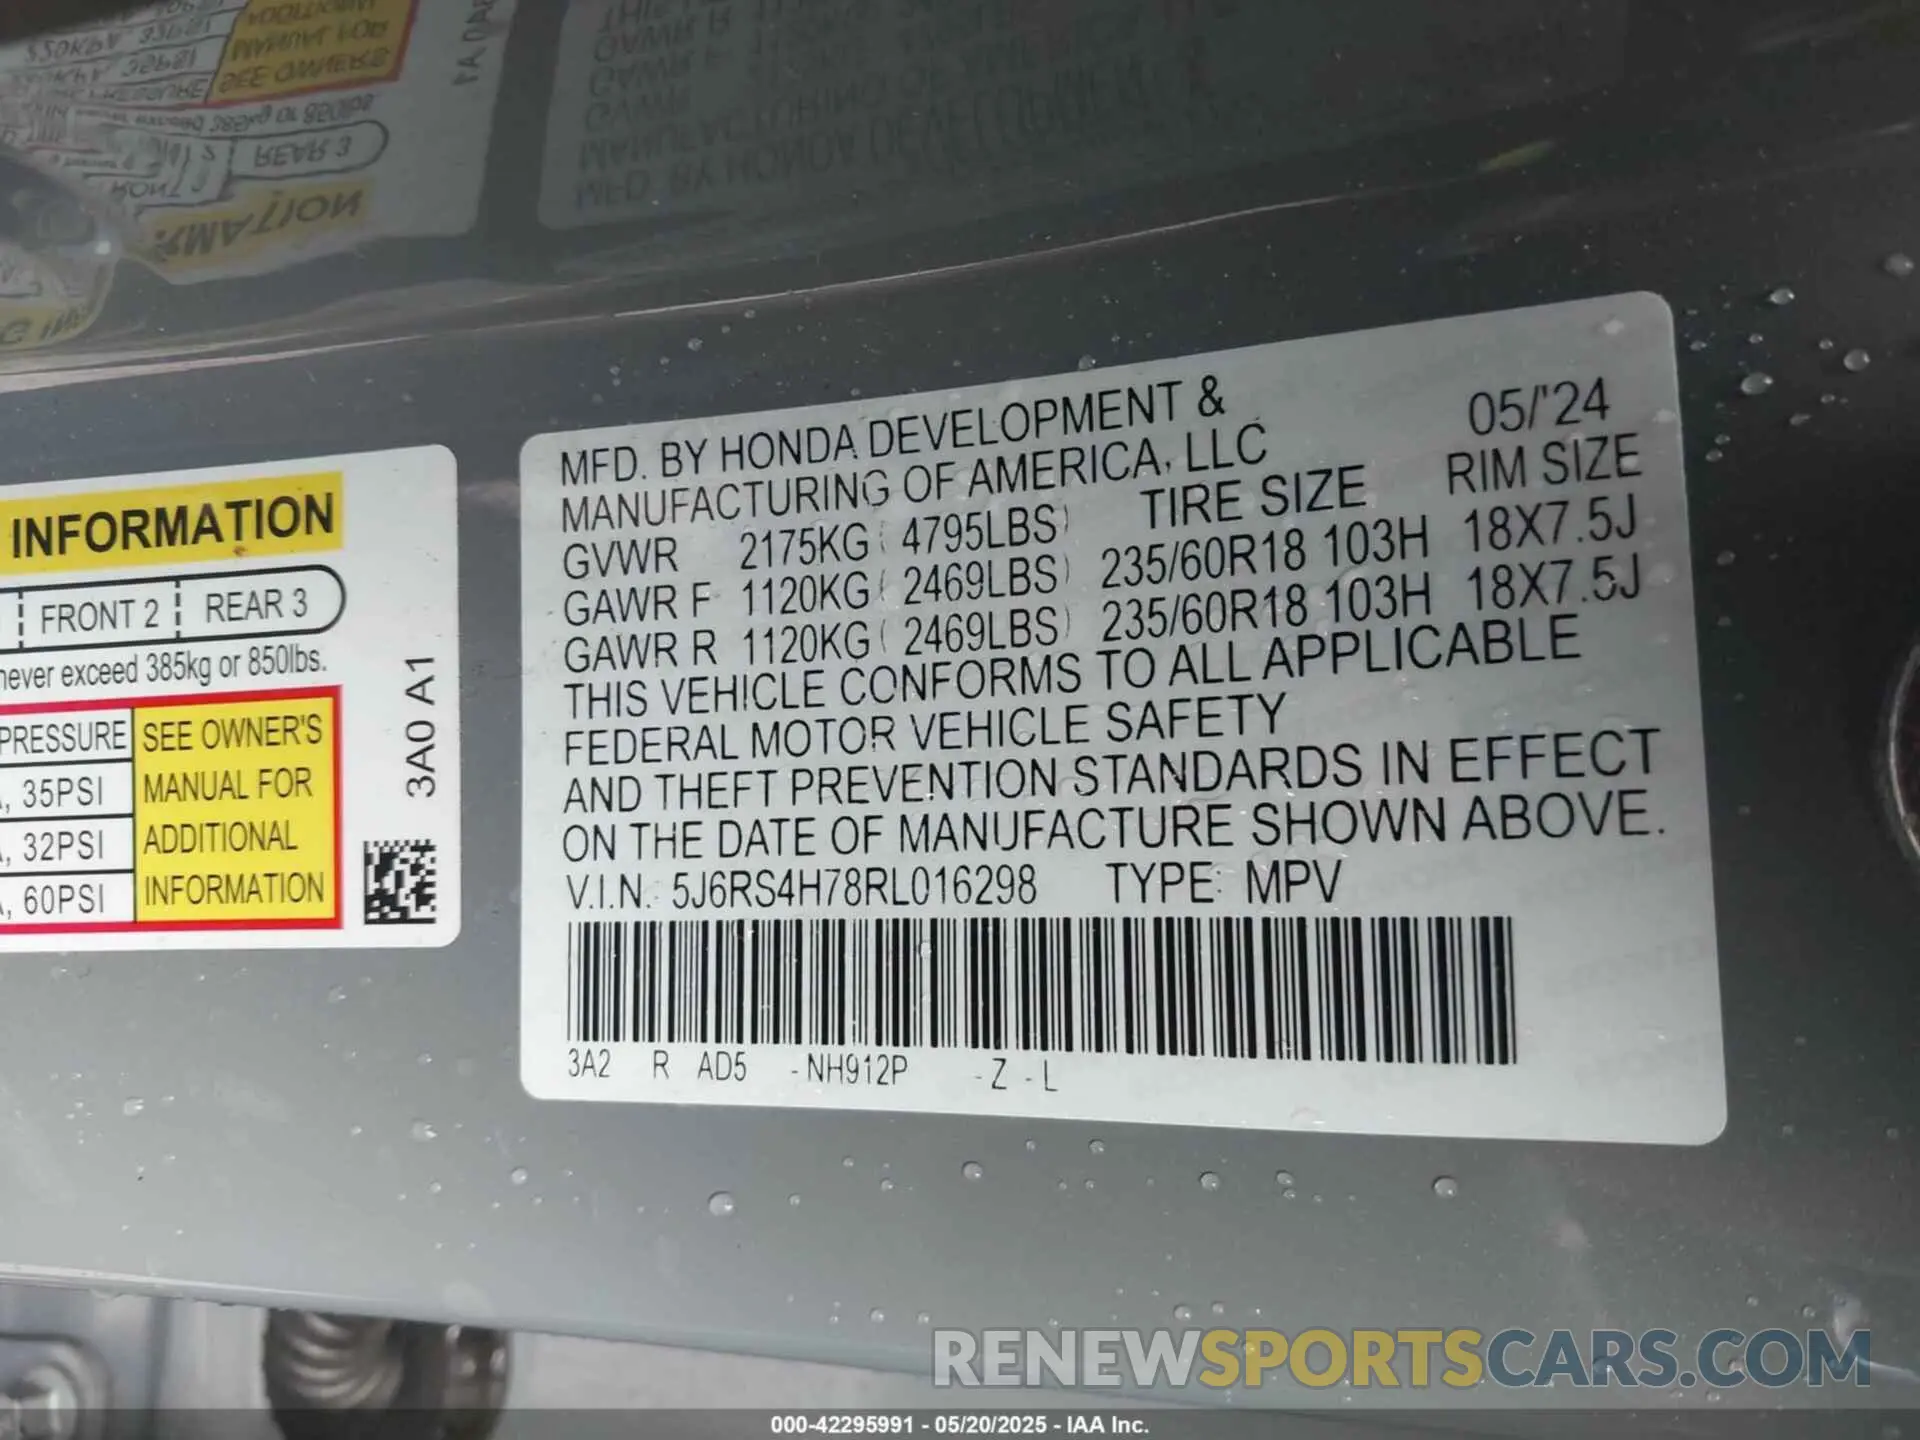 INFORMATION
FRONT 2
REAR 3
never exceed 385kg or 850lbs.
PRESSURE
SEE OWNER'S
MANUAL FOR
ADDITIONAL
INFORMATION
, 35PSI
, 32PSI
, 60PSI
3A0 A1
MFD. BY HONDA DEVELOPMENT & 05/'24
MANUFACTURING OF AMERICA, LLC
TIRE SIZE RIM SIZE
GVWR 2175KG ( 4795LBS)
GAWR F 1120KG ( 2469LBS) 235/60R18 103H 18X7.5J
GAWR R 1120KG ( 2469LBS) 235/60R18 103H 18X7.5J
THIS VEHICLE CONFORMS TO ALL APPLICABLE
FEDERAL MOTOR VEHICLE SAFETY
AND THEFT PREVENTION STANDARDS IN EFFECT
ON THE DATE OF MANUFACTURE SHOWN ABOVE.
V.I.N.: 5J6RS4H78RL016298 TYPE: MPV
3A2 R AD5 -NH912P -Z -L
RENEWSPORTSCARS.COM
000-42295991 - 05/20/2025 - IAA Inc.